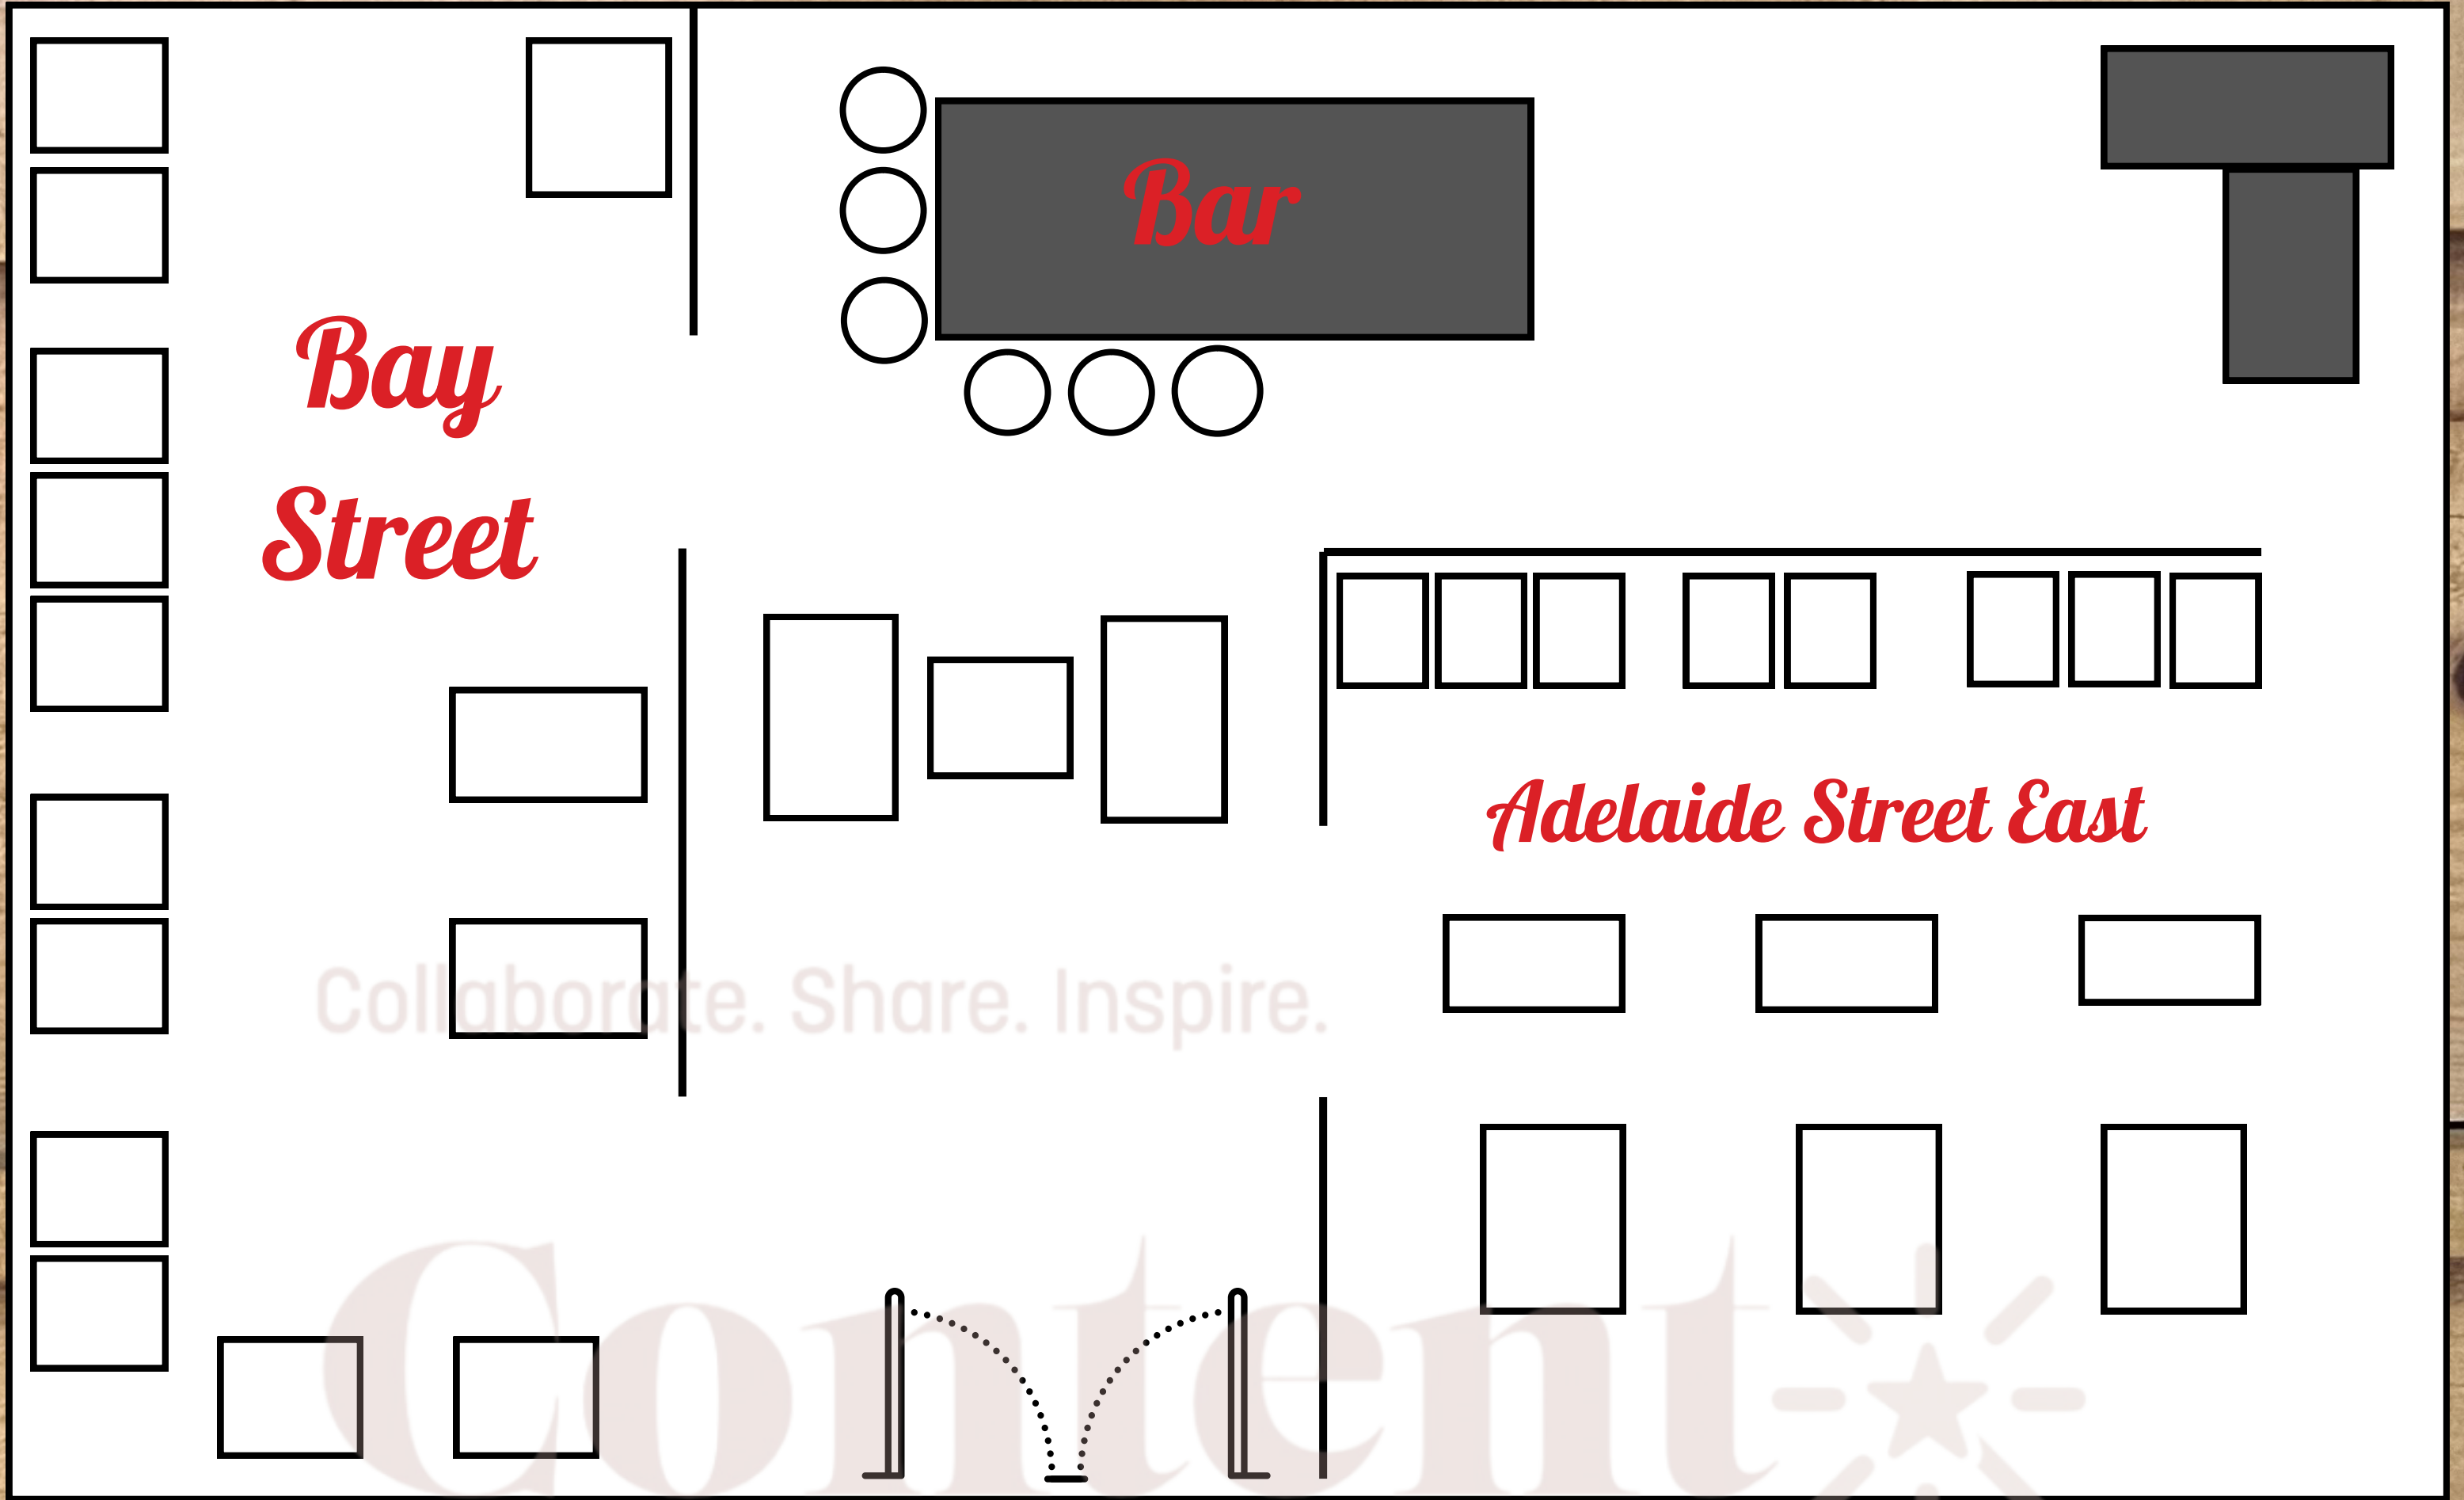 Bar
Bay
Street
Adelaide Street East
Collaborate. Share. Inspire.
Content